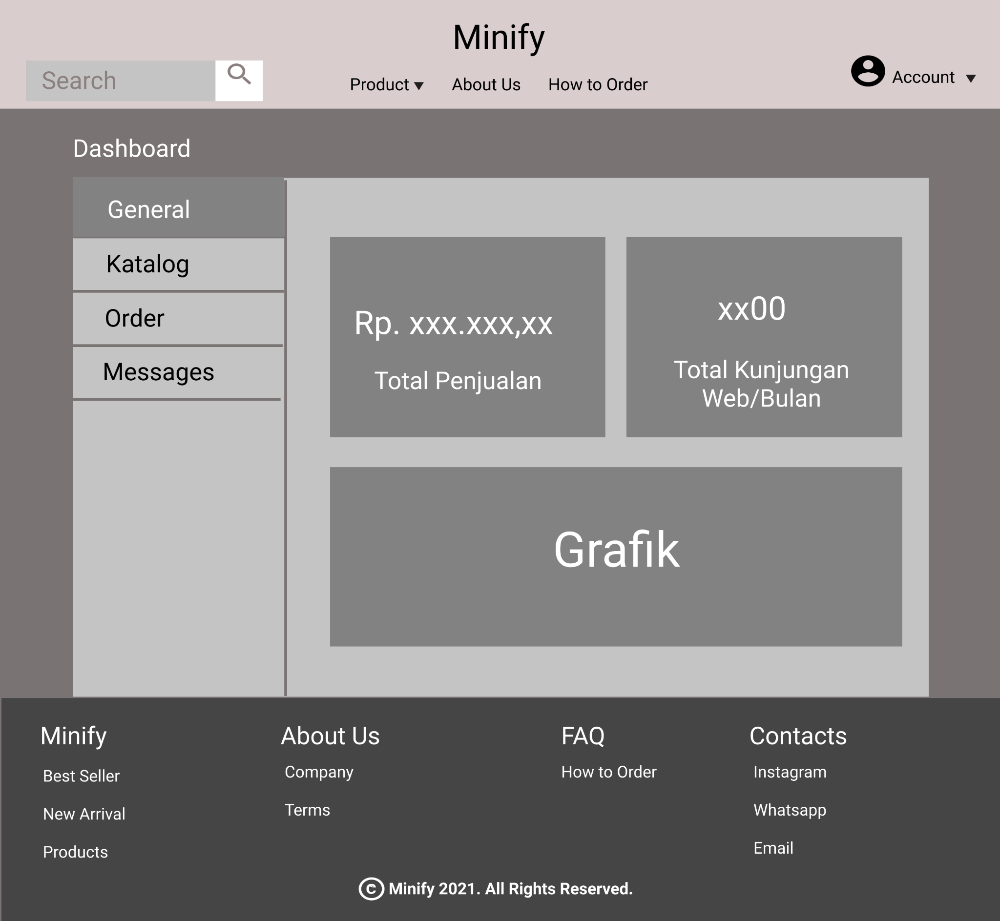 Minify
Search
Product
About Us
How to Order
Account
Dashboard
General
Katalog
Order
Messages
Rp. xxx.xxx,xx
Total Penjualan
xx00
Total Kunjungan
Web/Bulan
Grafik
Minify
Best Seller
New Arrival
Products
About Us
Company
Terms
FAQ
How to Order
Contacts
Instagram
Whatsapp
Email
© Minify 2021. All Rights Reserved.